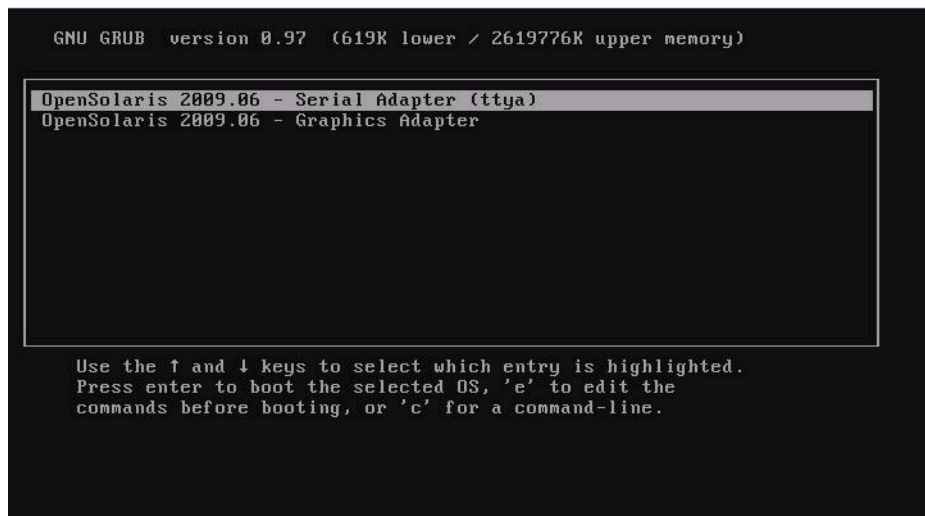 GNU GRUB version 0.97 (619K lower / 2619776K upper memory)
OpenSolaris 2009.06 - Serial Adapter (ttya)
OpenSolaris 2009.06 - Graphics Adapter
Use the ↑ and ↓ keys to select which entry is highlighted.
Press enter to boot the selected OS, 'e' to edit the
commands before booting, or 'c' for a command-line.